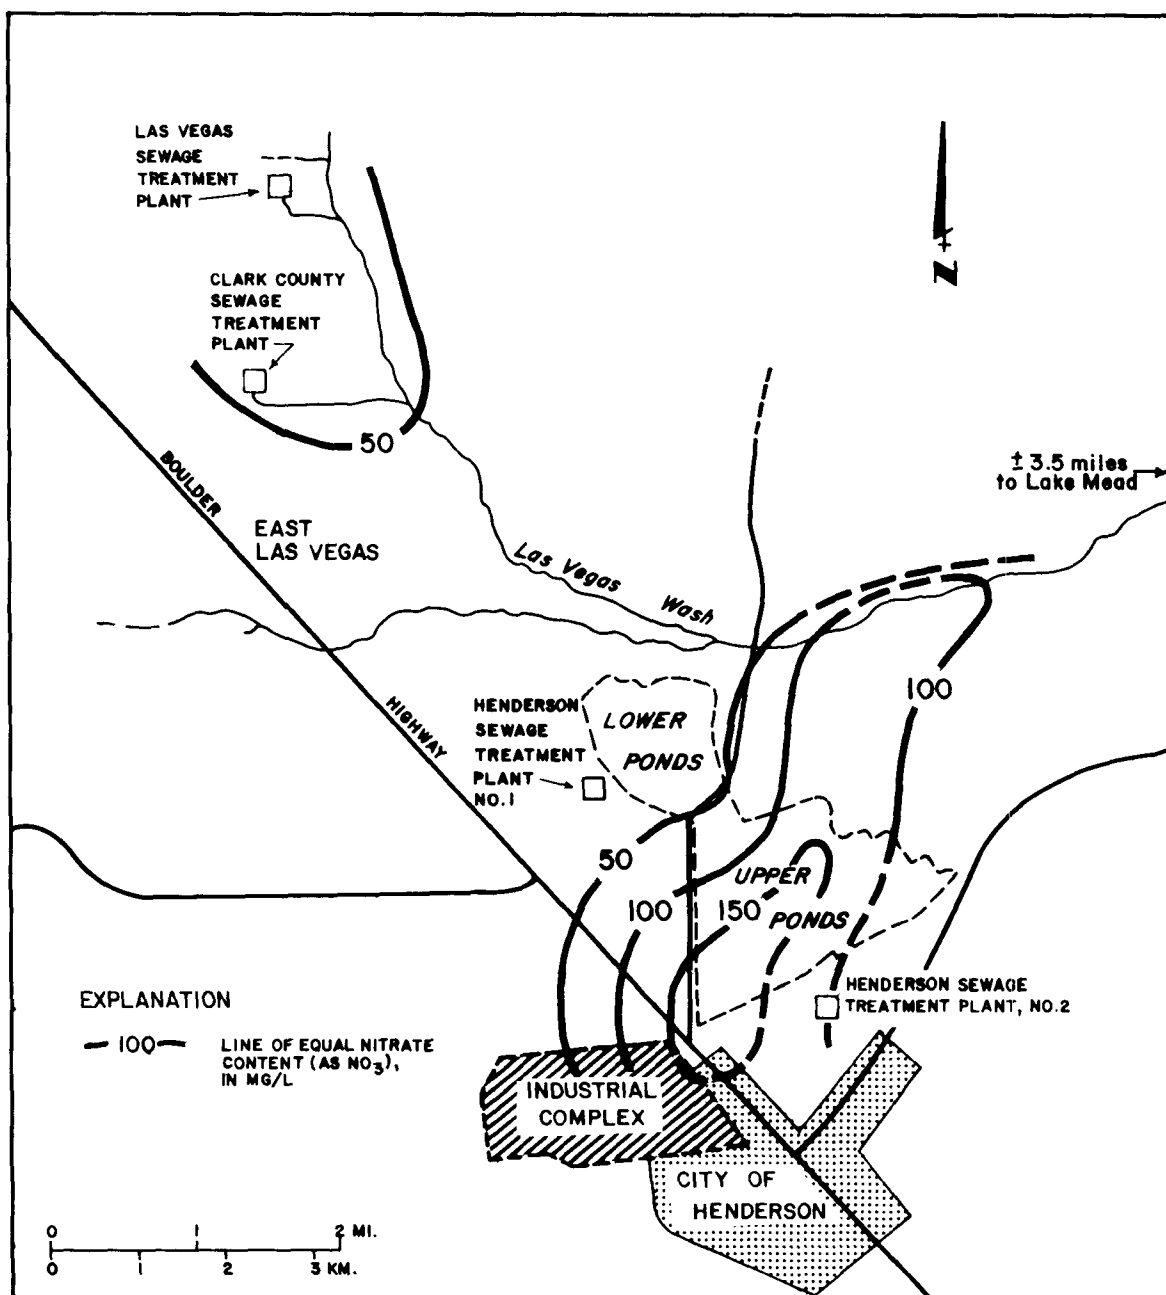 LAS VEGAS
SEWAGE
TREATMENT
PLANT
CLARK COUNTY
SEWAGE
TREATMENT
PLANT
50
N
± 3.5 miles
to Lake Mead
BOULDER
HIGHWAY
EAST
LAS VEGAS
Las Vegas Wash
HENDERSON
SEWAGE
TREATMENT
PLANT
NO. 1
LOWER
PONDS
100
50
100
150
UPPER
PONDS
HENDERSON SEWAGE
TREATMENT PLANT, NO.2
EXPLANATION
100
LINE OF EQUAL NITRATE
CONTENT (AS NO₃),
IN MG/L
INDUSTRIAL
COMPLEX
CITY OF
HENDERSON
0 1 2 MI.
0 1 2 3 KM.